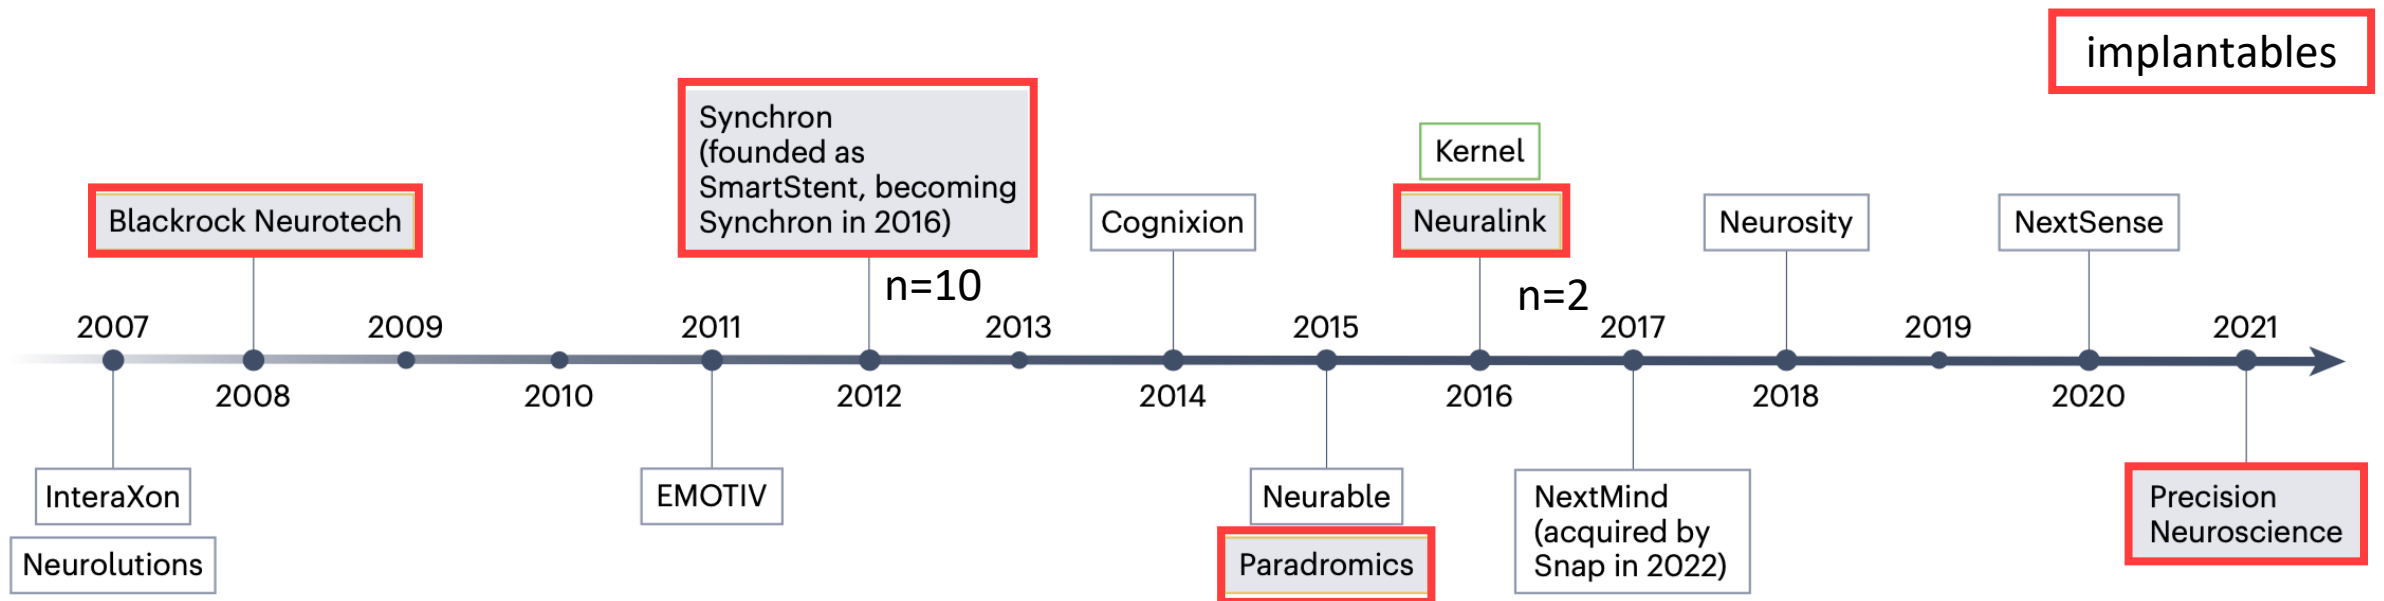 implantables
Synchron
(founded as
SmartStent, becoming
Synchron in 2016)
Kernel
Blackrock Neurotech
Cognixion
Neuralink
Neurosity
NextSense
n=10
n=2
2007
2009
2011
2013
2015
2017
2019
2021
2008
2010
2012
2014
2016
2018
2020
InteraXon
Neurolutions
EMOTIV
Neurable
Paradromics
NextMind
(acquired by
Snap in 2022)
Precision
Neuroscience